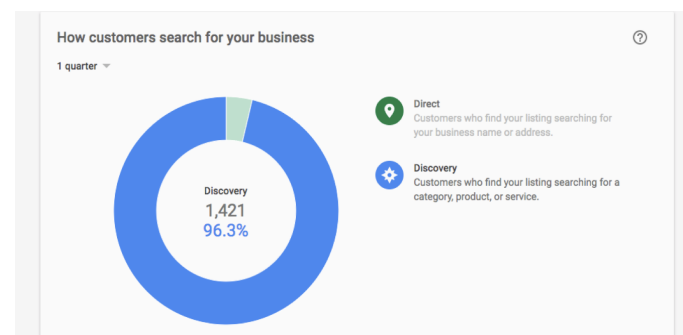 How customers search for your business
1 quarter
Direct
Customers who find your listing searching for
your business name or address.
Discovery
Customers who find your listing searching for a
category, product, or service.
Discovery
1,421
96.3%